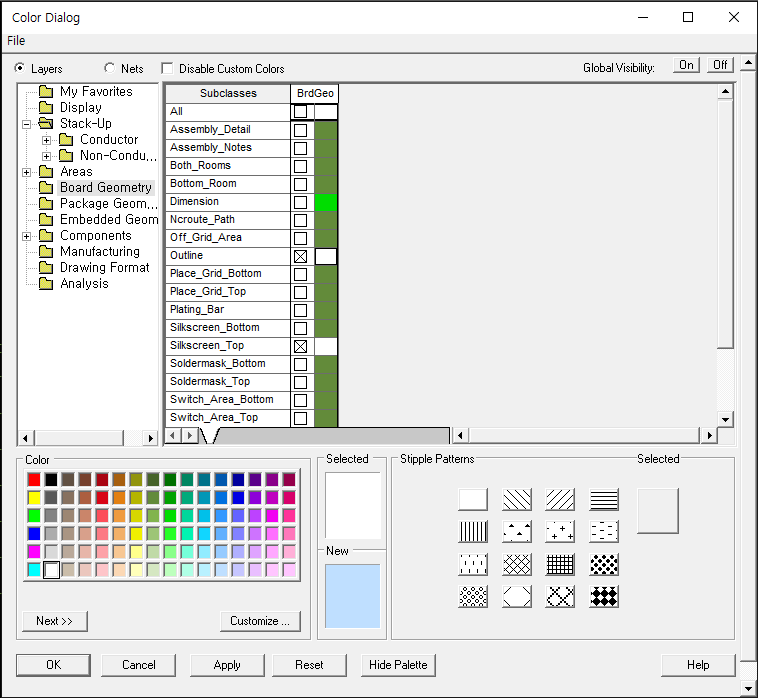 Color Dialog
File
Layers Nets Disable Custom Colors Global Visibility: On Off
My Favorites
Display
Stack-Up
Conductor
Non-Condu...
Areas
Board Geometry
Package Geom...
Embedded Geom
Components
Manufacturing
Drawing Format
Analysis
Subclasses BrdGeo
All
Assembly_Detail
Assembly_Notes
Both_Rooms
Bottom_Room
Dimension
Ncroute_Path
Off_Grid_Area
Outline
Place_Grid_Bottom
Place_Grid_Top
Plating_Bar
Silkscreen_Bottom
Silkscreen_Top
Soldermask_Bottom
Soldermask_Top
Switch_Area_Bottom
Switch_Area_Top
Color
Next >> Customize ...
Selected
New
Stipple Patterns Selected
OK Cancel Apply Reset Hide Palette Help